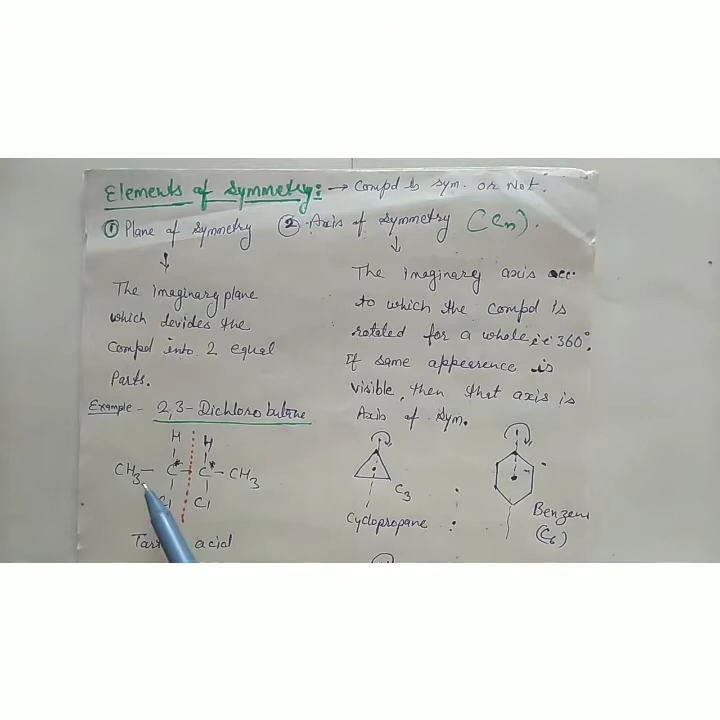 Elements of Symmetry: → Compd is sym. or Not.
① Plane of Symmetry
↓
The imaginary plane
which devides the
Compd into 2 equal
Parts.
Example - 2,3-Dichlorobutane
H H
CH3 - C* - C* - CH3
Cl Cl
Tart acid
② Axis of Symmetry (Cn).
↓
The imaginary axis acc.
to which the compd is
rotated for a whole i.e 360°.
If same appearence is
visible, then that axis is
Axis of Sym.
C3
Cyclopropane
Benzene
(C6)